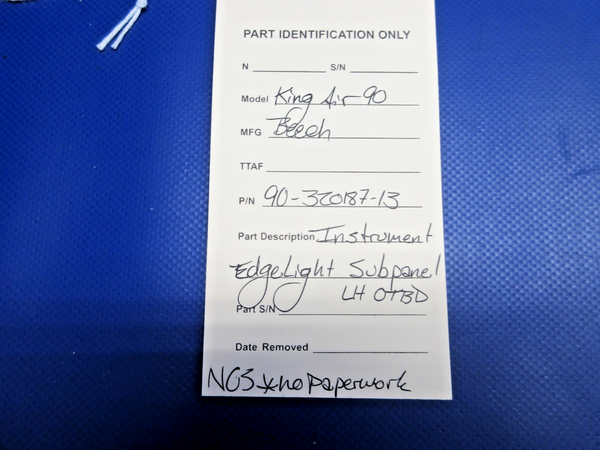 PART IDENTIFICATION ONLY
N S/N
Model King Air 90
MFG Beech
TTAF
P/N 90-320187-13
Part Description Instrument
EdgeLight Subpanel
LH OTBD
Part S/N
Date Removed
NOS no paperwork